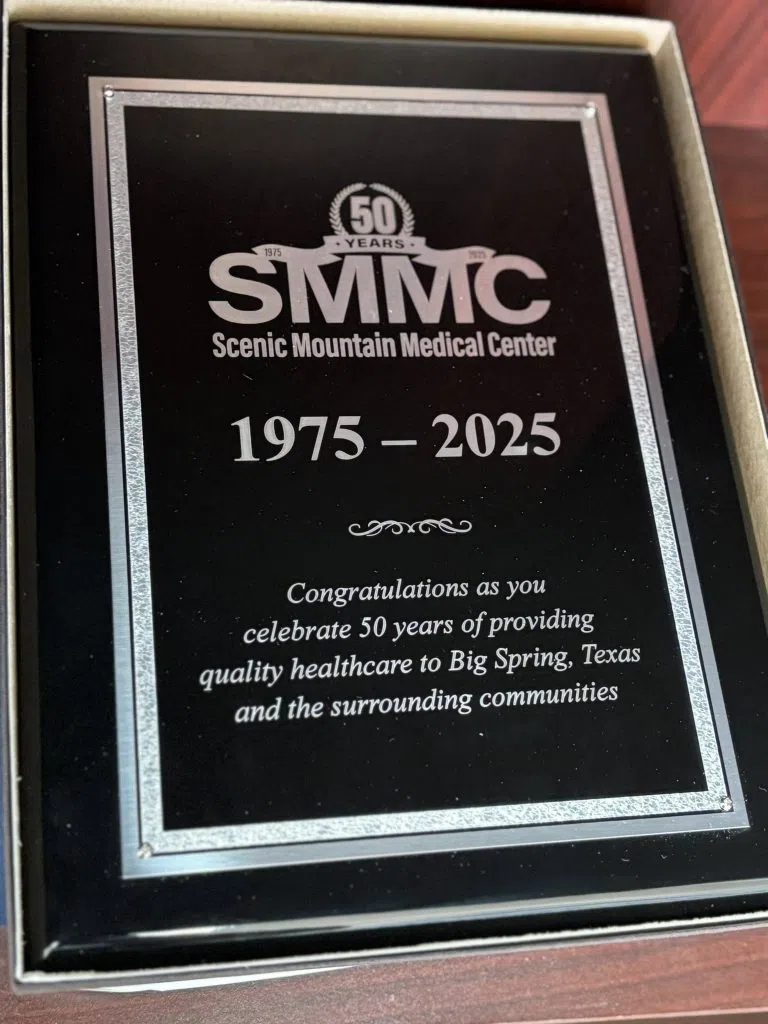 50
• YEARS •
1975 2025
SMMC
Scenic Mountain Medical Center
1975 – 2025
Congratulations as you
celebrate 50 years of providing
quality healthcare to Big Spring, Texas
and the surrounding communities